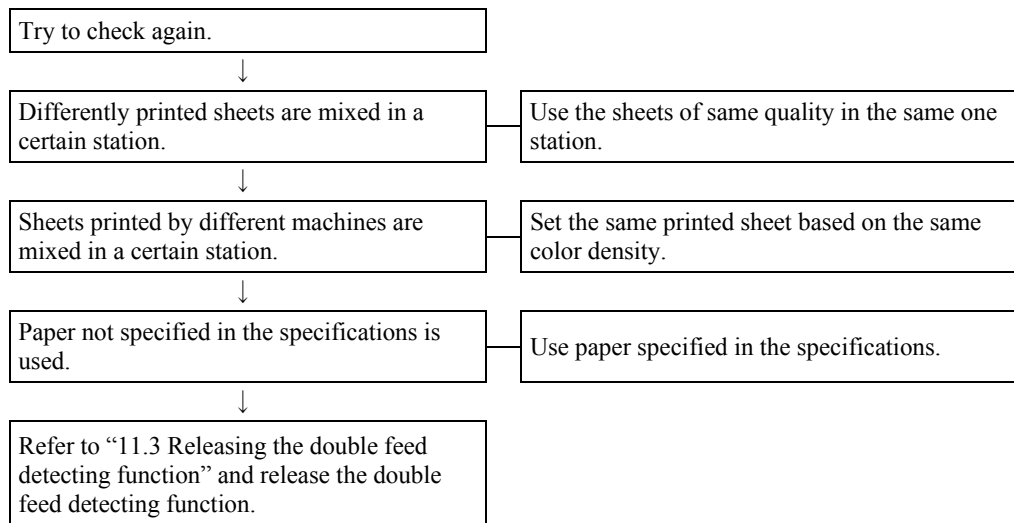 Try to check again.
↓
Differently printed sheets are mixed in a
certain station.
Use the sheets of same quality in the same one
station.
↓
Sheets printed by different machines are
mixed in a certain station.
Set the same printed sheet based on the same
color density.
↓
Paper not specified in the specifications is
used.
Use paper specified in the specifications.
↓
Refer to “11.3 Releasing the double feed
detecting function” and release the double
feed detecting function.